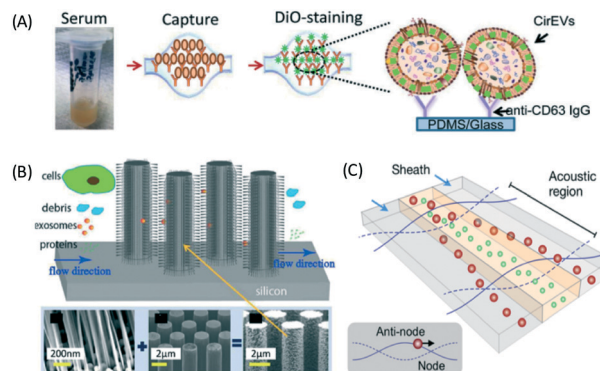 (A)
Serum
Capture
DiO-staining
CirEVs
anti-CD63 IgG
PDMS/Glass
(B)
cells
debris
exosomes
proteins
flow direction
flow direction
silicon
200nm
+
2μm
=
2μm
(C)
Sheath
Acoustic
region
Anti-node
Node